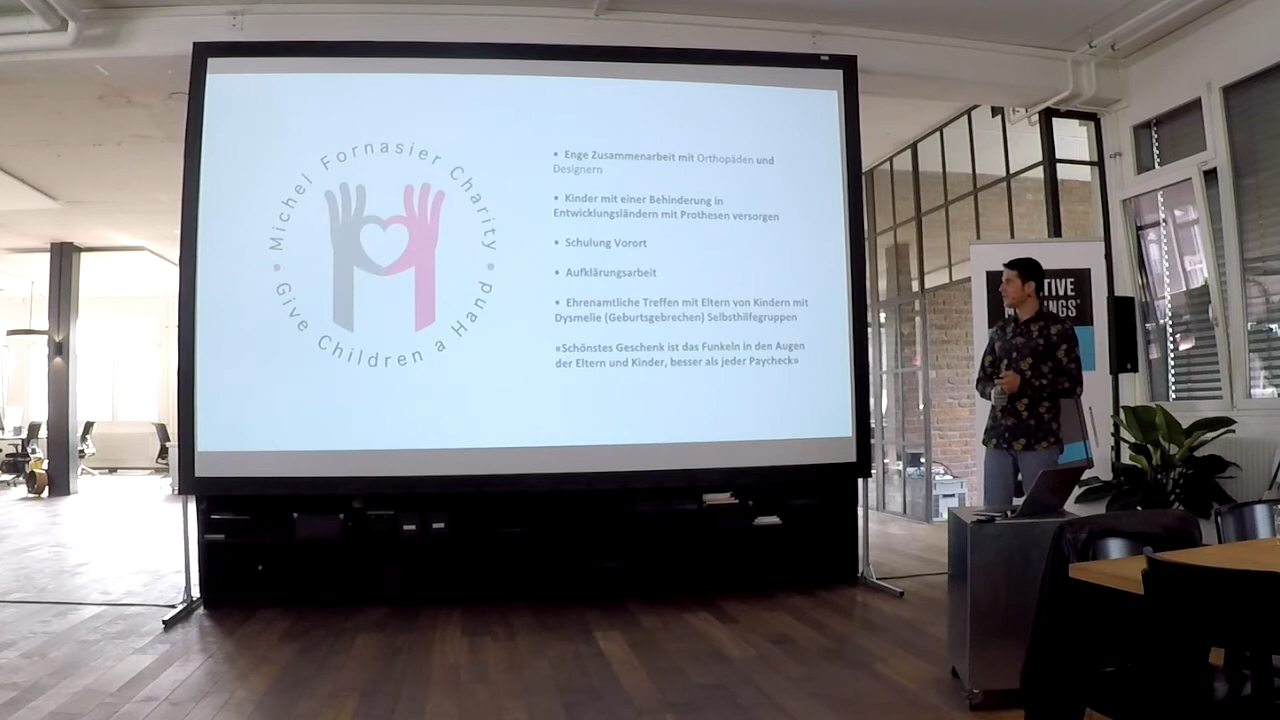 Michel Fornasier Charity
• Give Children a Hand •
• Enge Zusammenarbeit mit Orthopäden und
Designern
• Kinder mit einer Behinderung in
Entwicklungsländern mit Prothesen versorgen
• Schulung Vorort
• Aufklärungsarbeit
• Ehrenamtliche Treffen mit Eltern von Kindern mit
Dysmelie (Geburtsgebrechen) Selbsthilfegruppen
«Schönstes Geschenk ist das Funkeln in den Augen
der Eltern und Kinder, besser als jeder Paycheck»